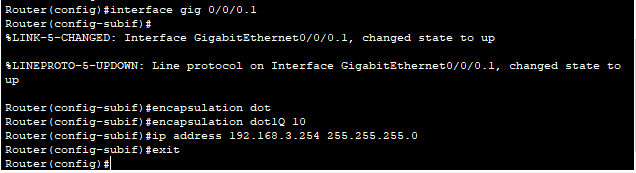 Router(config)#interface gig 0/0/0.1
Router(config-subif)#
%LINK-5-CHANGED: Interface GigabitEthernet0/0/0.1, changed state to up
%LINEPROTO-5-UPDOWN: Line protocol on Interface GigabitEthernet0/0/0.1, changed state to
up
Router(config-subif)#encapsulation dot
Router(config-subif)#encapsulation dot1Q 10
Router(config-subif)#ip address 192.168.3.254 255.255.255.0
Router(config-subif)#exit
Router(config)#